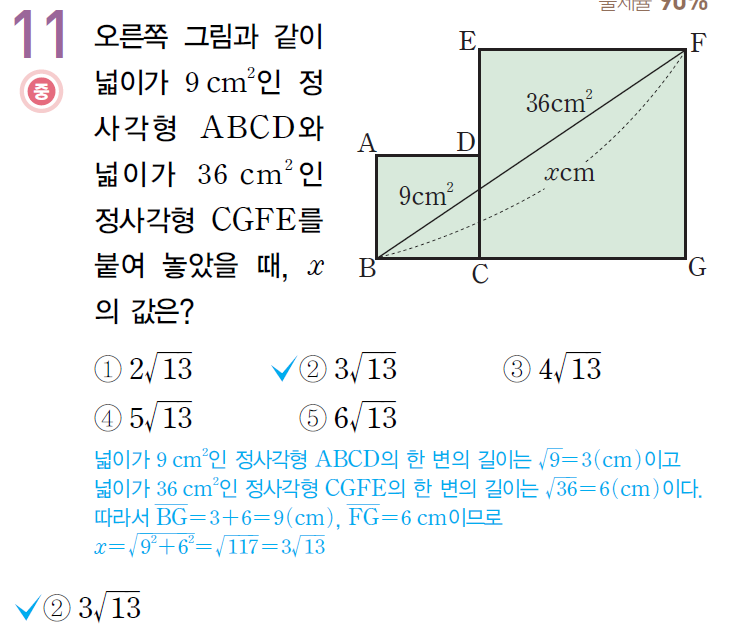 출제율 90%
11
중
오른쪽 그림과 같이
넓이가 9 cm²인 정
사각형 ABCD와
넓이가 36 cm²인
정사각형 CGFE를
붙여 놓았을 때, x
의 값은?
E
F
36cm²
A
D
xcm
9cm²
B
C
G
① 2√13
✓② 3√13
③ 4√13
④ 5√13
⑤ 6√13
넓이가 9 cm²인 정사각형 ABCD의 한 변의 길이는 √9=3(cm)이고
넓이가 36 cm²인 정사각형 CGFE의 한 변의 길이는 √36=6(cm)이다.
따라서 B̅G̅=3+6=9(cm), F̅G̅=6 cm이므로
x=√(9²+6²)=√117=3√13
✓② 3√13